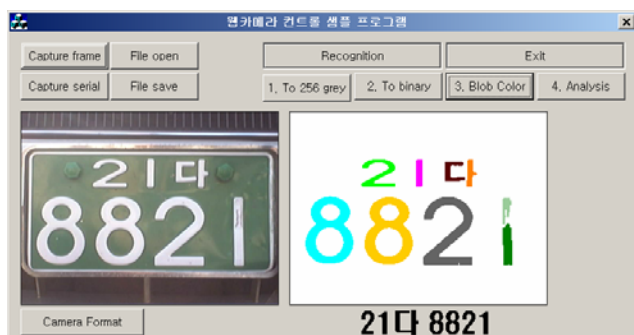 웹카메라 컨트롤 샘플 프로그램
Capture frame File open Recognition Exit
Capture serial File save 1, To 256 grey 2, To binary 3, Blob Color 4, Analysis
21다 21다
8821 8821
Camera Format 21다 8821